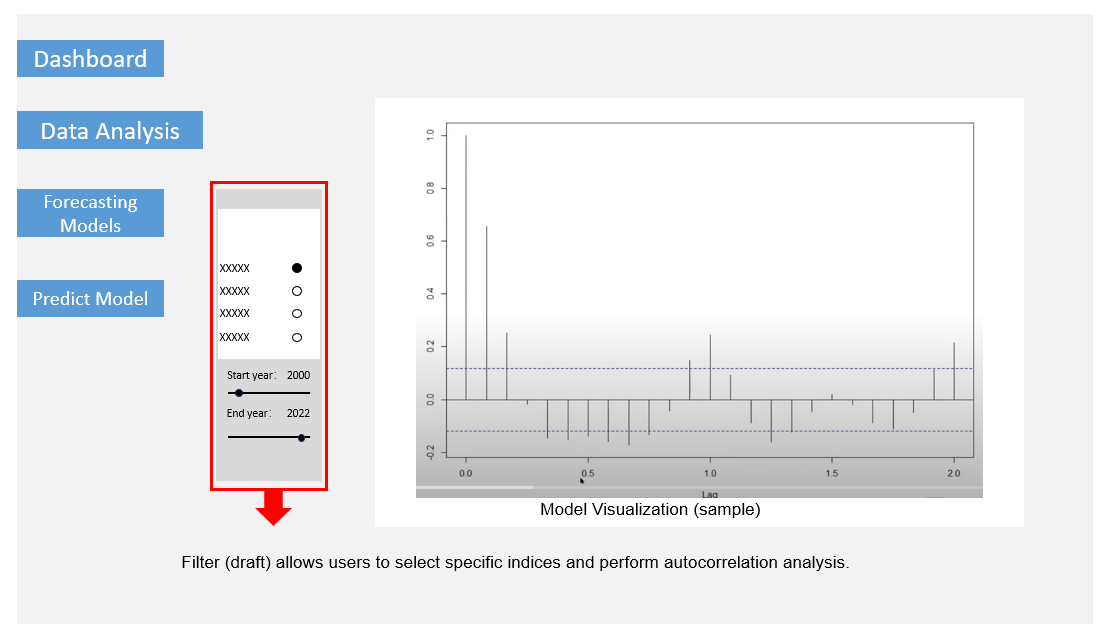 Dashboard
Data Analysis
Forecasting
Models
Predict Model
XXXXX
XXXXX
XXXXX
XXXXX
Start year: 2000
End year: 2022
1.0
0.8
0.6
0.4
0.2
0.0
-0.2
0.0 0.5 1.0 1.5 2.0
Lag
Model Visualization (sample)
Filter (draft) allows users to select specific indices and perform autocorrelation analysis.